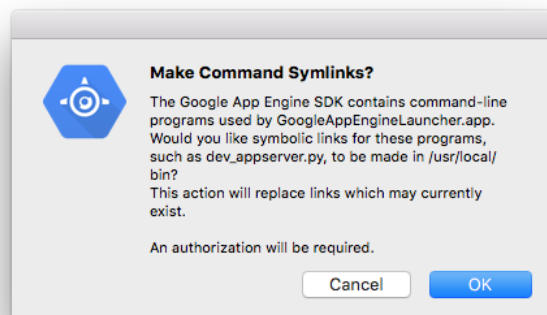 Make Command Symlinks?
The Google App Engine SDK contains command-line
programs used by GoogleAppEngineLauncher.app.
Would you like symbolic links for these programs,
such as dev_appserver.py, to be made in /usr/local/
bin?
This action will replace links which may currently
exist.
An authorization will be required.
Cancel OK